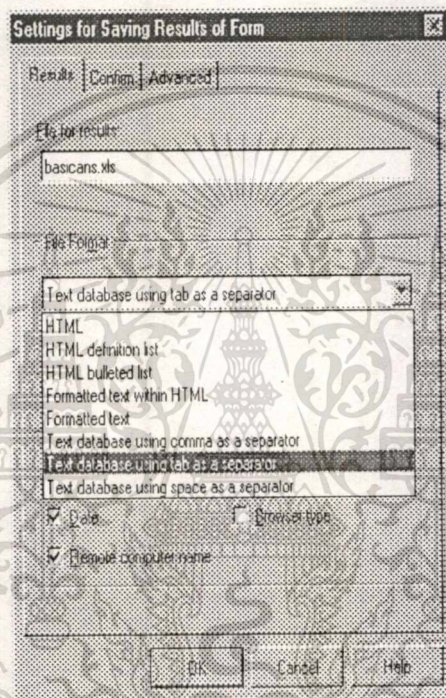 Settings for Saving Results of Form
Results Confirm Advanced
File for results:
basicans.xls
File Format
Text database using tab as a separator
HTML
HTML definition list
HTML bulleted list
Formatted text within HTML
Formatted text
Text database using comma as a separator
Text database using tab as a separator
Text database using space as a separator
Date Browser type
Remote computer name
OK Cancel Help